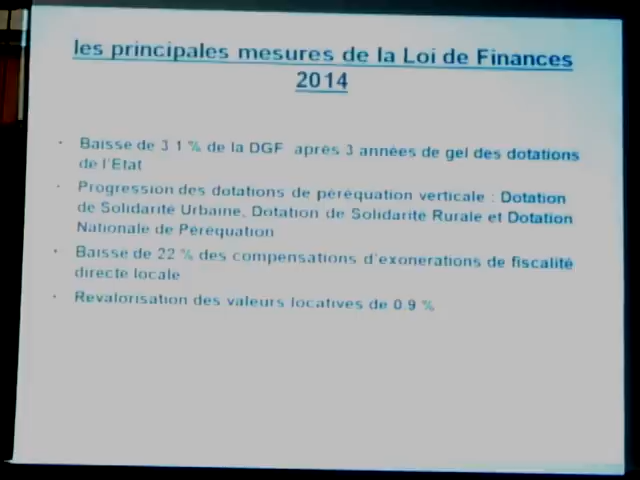 les principales mesures de la Loi de Finances
2014
· Baisse de 3 1 % de la DGF après 3 années de gel des dotations
de l'Etat
· Progression des dotations de péréquation verticale : Dotation
de Solidarité Urbaine, Dotation de Solidarité Rurale et Dotation
Nationale de Péréquation
· Baisse de 22 % des compensations d'exonérations de fiscalité
directe locale
· Revalorisation des valeurs locatives de 0.9 %